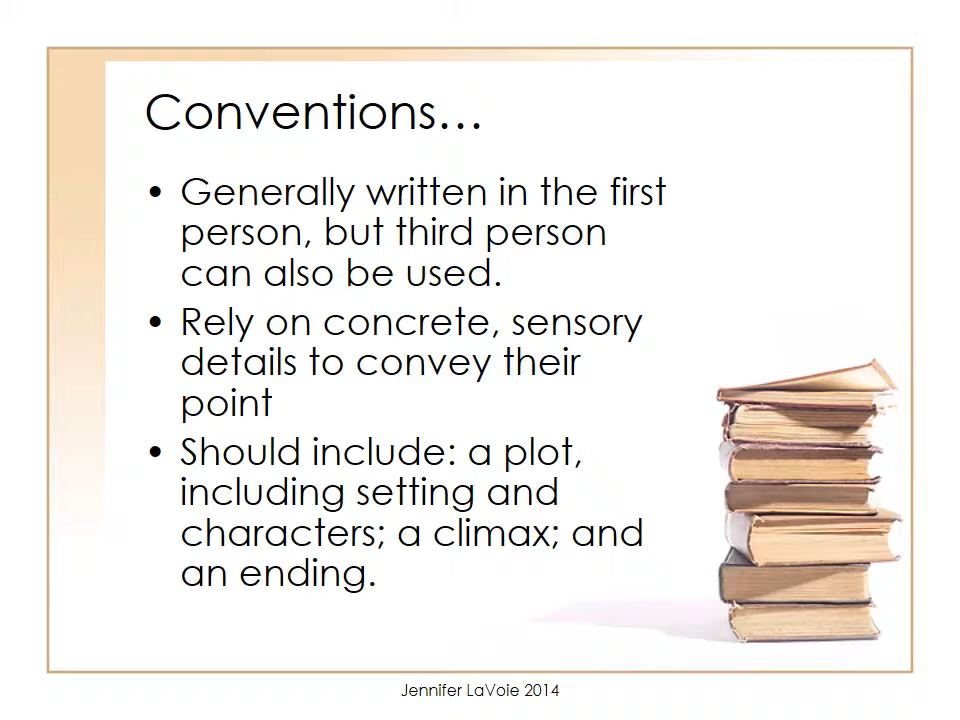 Conventions...
• Generally written in the first
person, but third person
can also be used.
• Rely on concrete, sensory
details to convey their
point
• Should include: a plot,
including setting and
characters; a climax; and
an ending.
Jennifer LaVoie 2014